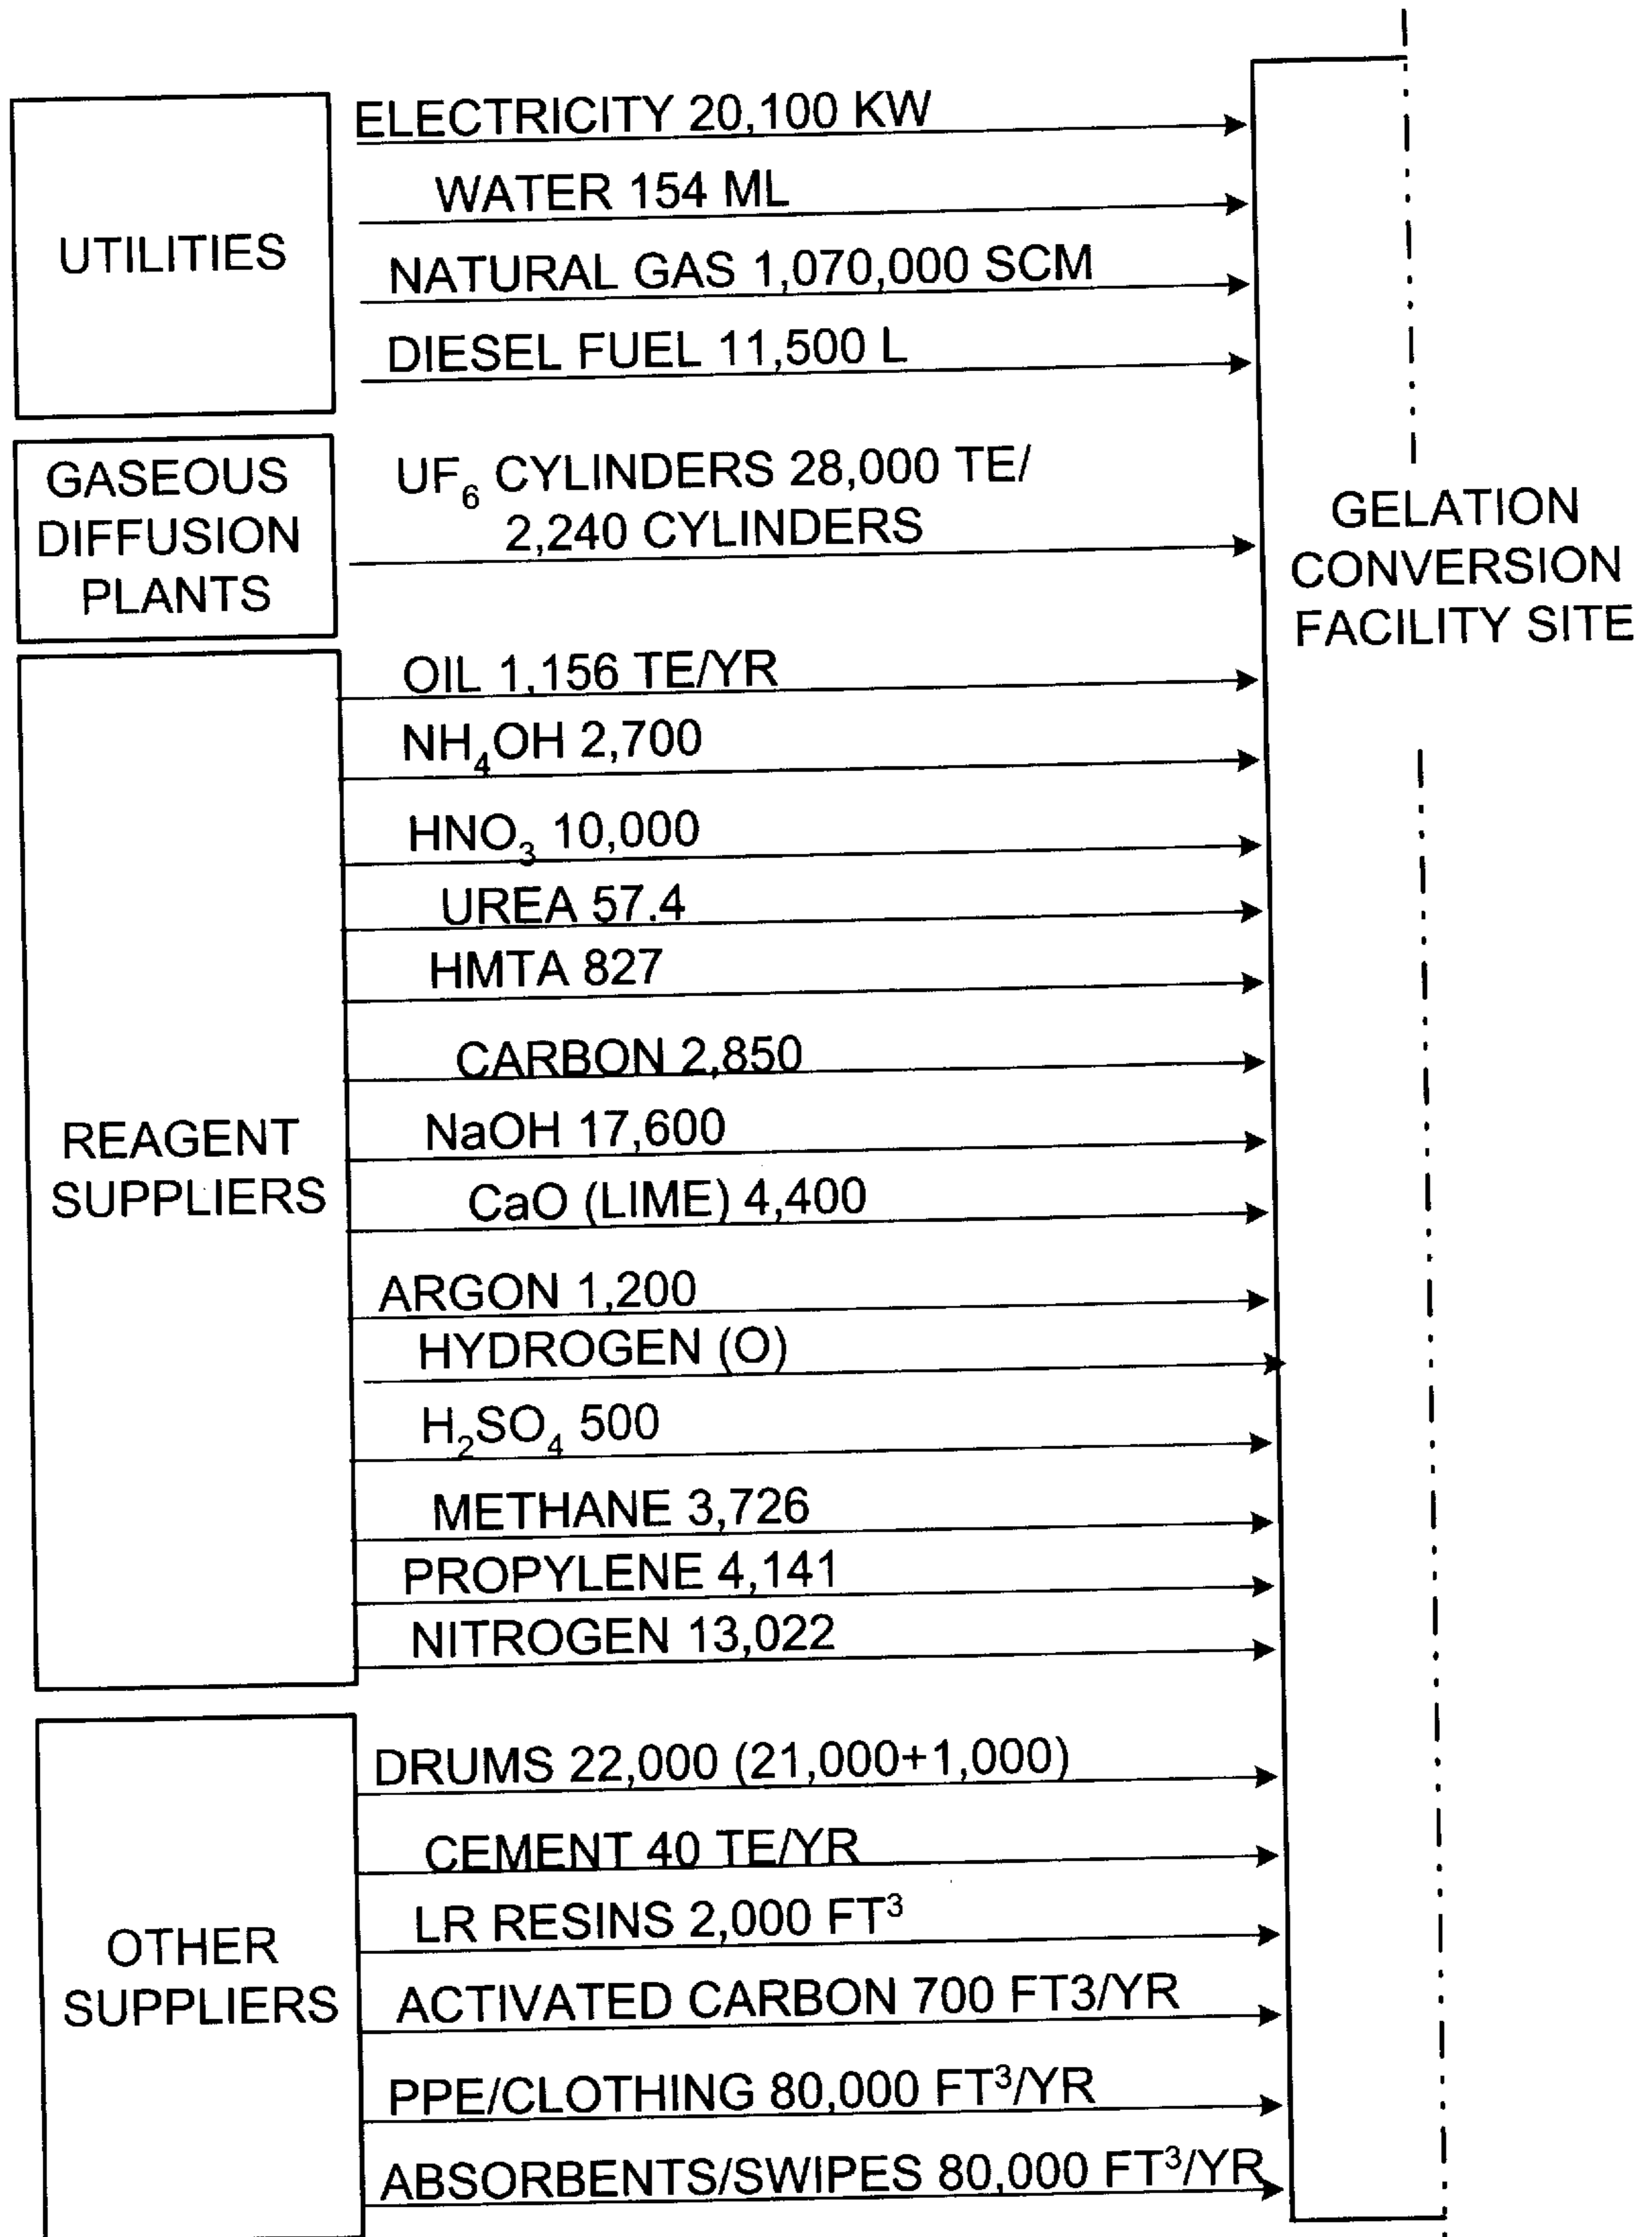 UTILITIES
ELECTRICITY 20,100 KW
WATER 154 ML
NATURAL GAS 1,070,000 SCM
DIESEL FUEL 11,500 L
GASEOUS
DIFFUSION
PLANTS
UF₆ CYLINDERS 28,000 TE/
2,240 CYLINDERS
GELATION
CONVERSION
FACILITY SITE
REAGENT
SUPPLIERS
OIL 1,156 TE/YR
NH₄OH 2,700
HNO₃ 10,000
UREA 57.4
HMTA 827
CARBON 2,850
NaOH 17,600
CaO (LIME) 4,400
ARGON 1,200
HYDROGEN (O)
H₂SO₄ 500
METHANE 3,726
PROPYLENE 4,141
NITROGEN 13,022
OTHER
SUPPLIERS
DRUMS 22,000 (21,000+1,000)
CEMENT 40 TE/YR
LR RESINS 2,000 FT³
ACTIVATED CARBON 700 FT3/YR
PPE/CLOTHING 80,000 FT³/YR
ABSORBENTS/SWIPES 80,000 FT³/YR